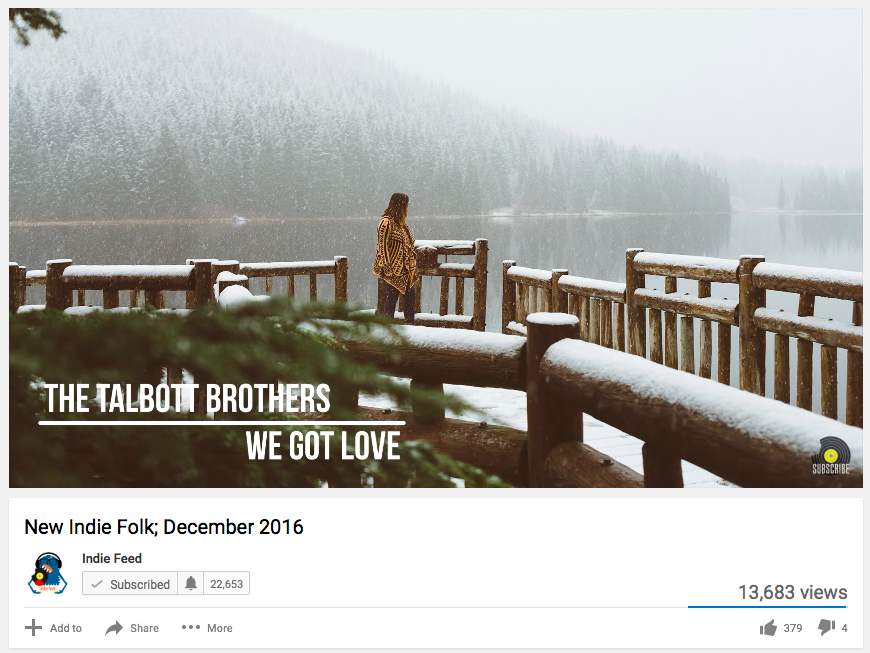 THE TALBOTT BROTHERS
WE GOT LOVE
SUBSCRIBE
New Indie Folk; December 2016
Indie Feed
Subscribed 22,653
13,683 views
Add to Share More 379 4